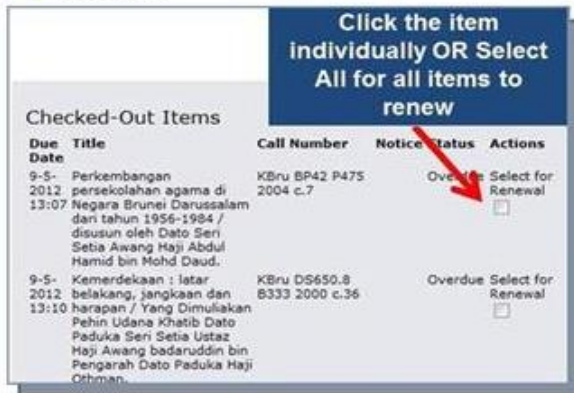 Click the item
individually OR Select
All for all items to
renew
Checked-Out Items
Due Title Call Number Notice Status Actions
Date
9-5- Perkembangan KBru BP42 P475 Overdue Select for
2012 persekolahan agama di 2004 c.7 Renewal
13:07 Negara Brunei Darussalam
dari tahun 1956-1984 /
disusun oleh Dato Seri
Setia Awang Haji Abdul
Hamid bin Mohd Daud.
9-5- Kemerdekaan : latar KBru DS650.8 Overdue Select for
2012 belakang, jangkaan dan B333 2000 c.36 Renewal
13:10 harapan / Yang Dimuliakan
Pehin Udana Khatib Dato
Paduka Seri Setia Ustaz
Haji Awang badaruddin bin
Pengarah Dato Paduka Haji
Othman.